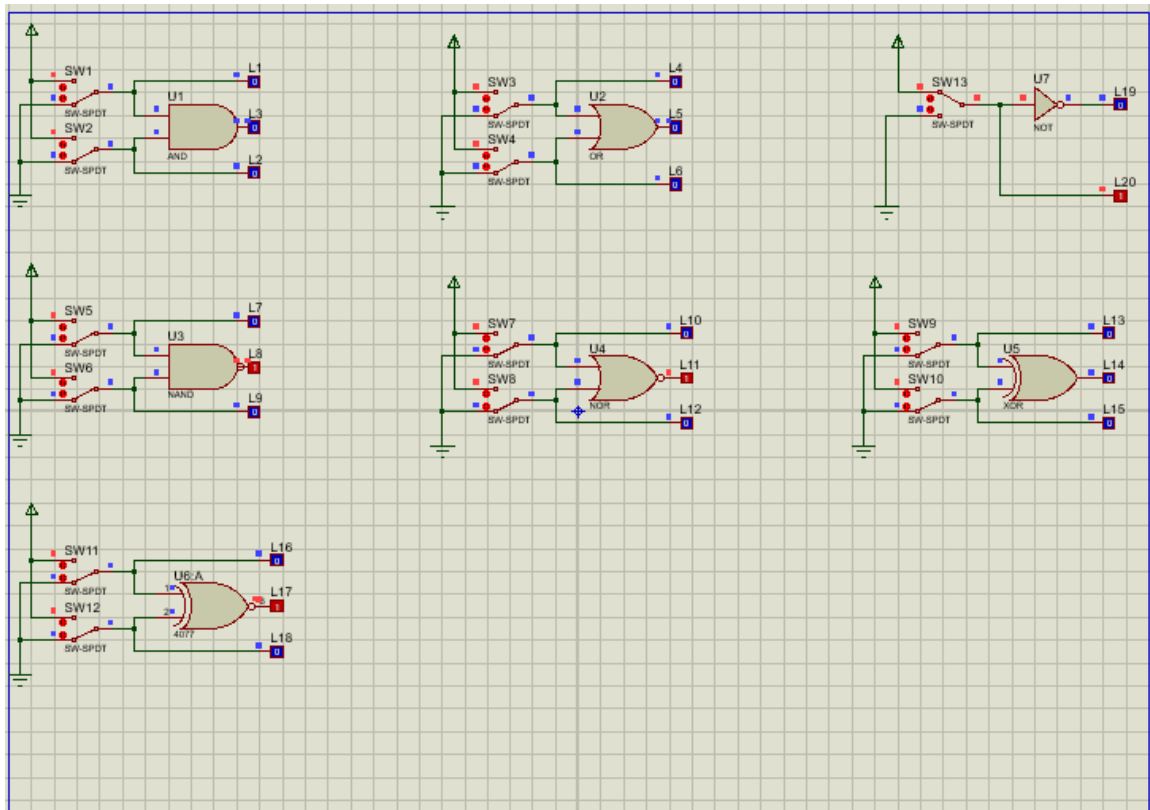 SW1
L1
0
U1
SW-SPDT
L3
0
SW2
AND
L2
0
SW-SPDT
SW3
L4
0
U2
SW-SPDT
L5
0
SW4
OR
L6
0
SW-SPDT
SW13
U7
L19
0
SW-SPDT
NOT
L20
1
SW5
L7
0
U3
SW-SPDT
L8
1
SW6
NAND
L9
0
SW-SPDT
SW7
L10
0
U4
SW-SPDT
L11
1
SW8
NOR
L12
0
SW-SPDT
SW9
L13
0
U5
SW-SPDT
L14
0
SW10
XOR
L15
0
SW-SPDT
SW11
L16
0
U6:A
SW-SPDT
1
L17
1
SW12
2
4077
L18
0
SW-SPDT